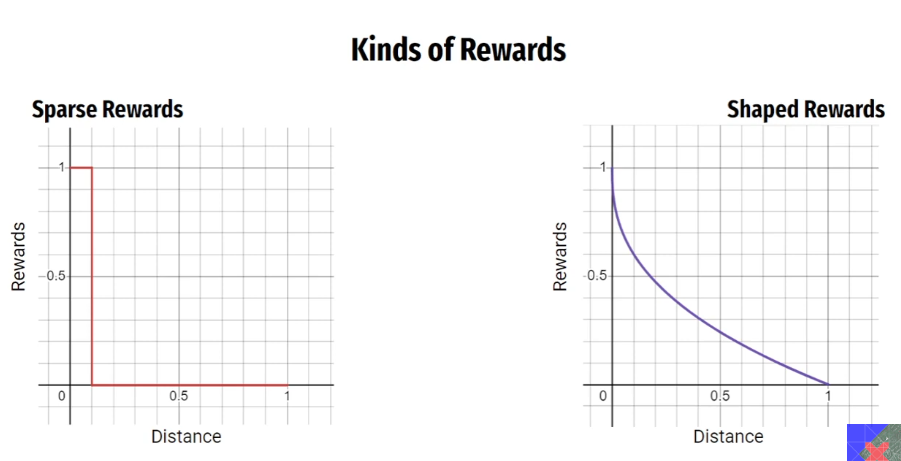 Kinds of Rewards
Sparse Rewards
Shaped Rewards
1
0.5
0
0.5
1
Rewards
Distance
1
0.5
0
0.5
1
Rewards
Distance